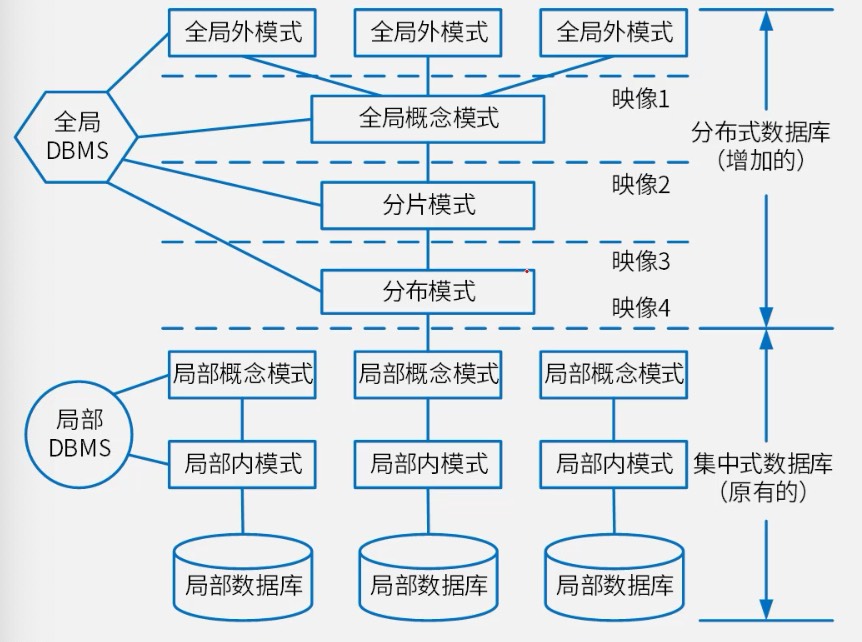 全局外模式
全局外模式
全局外模式
映像1
全局
DBMS
全局概念模式
分布式数据库
（增加的）
映像2
分片模式
映像3
分布模式
映像4
局部概念模式
局部概念模式
局部概念模式
局部
DBMS
局部内模式
局部内模式
局部内模式
集中式数据库
（原有的）
局部数据库
局部数据库
局部数据库